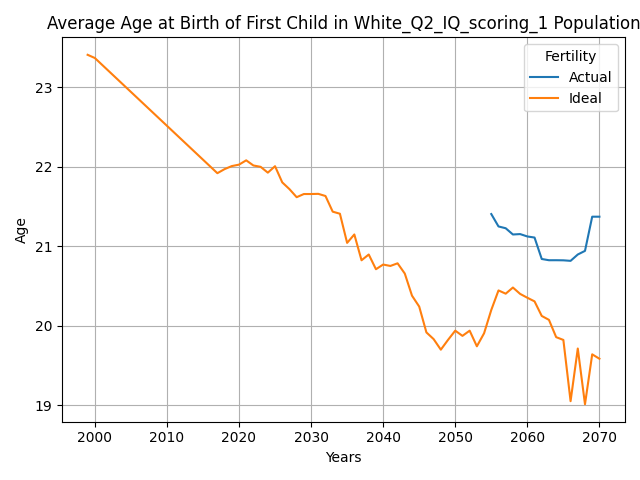 Average Age at Birth of First Child in White_Q2_IQ_scoring_1 Population
Fertility
Actual
Ideal
Age
23
22
21
20
19
2000 2010 2020 2030 2040 2050 2060 2070
Years